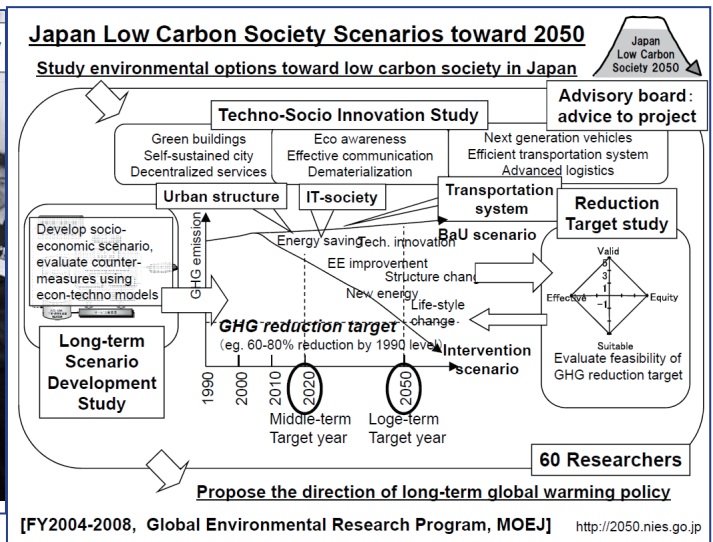 Japan Low Carbon Society Scenarios toward 2050
Japan
Low Carbon
Society 2050
Study environmental options toward low carbon society in Japan
Advisory board:
advice to project
Techno-Socio Innovation Study
Green buildings
Self-sustained city
Decentralized services
Eco awareness
Effective communication
Dematerialization
Next generation vehicles
Efficient transportation system
Advanced logistics
Urban structure
IT-society
Transportation
system
Reduction
Target study
Develop socio-
economic scenario,
evaluate counter-
measures using
econ-techno models
Long-term
Scenario
Development
Study
GHG emission
BaU scenario
Energy saving
Tech. innovation
EE improvement
Structure chang
New energy
Life-style
change
GHG reduction target
(eg. 60-80% reduction by 1990 level)
Intervention
scenario
1990
2000
2010
2020
2050
Middle-term
Target year
Loge-term
Target year
Valid
5
3
1
-1
Effective
Equity
Suitable
Evaluate feasibility of
GHG reduction target
60 Researchers
Propose the direction of long-term global warming policy
[FY2004-2008, Global Environmental Research Program, MOEJ]
http://2050.nies.go.jp